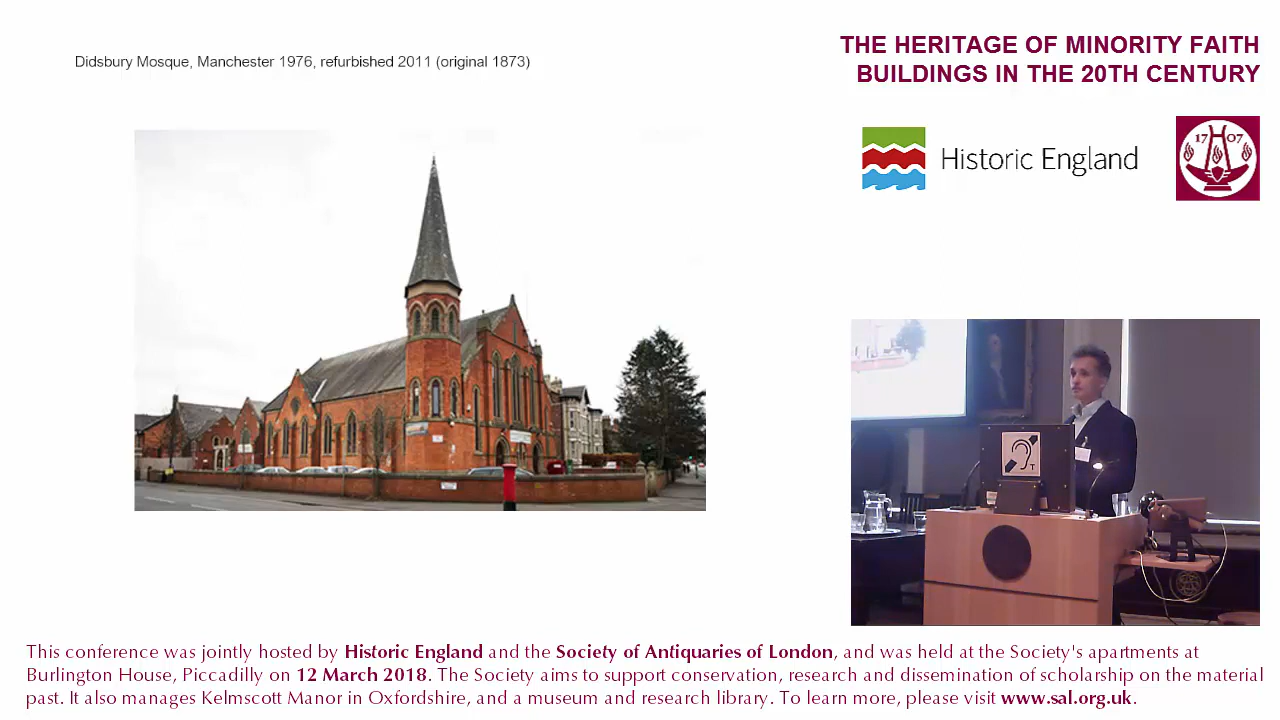 Didsbury Mosque, Manchester 1976, refurbished 2011 (original 1873)
THE HERITAGE OF MINORITY FAITH
BUILDINGS IN THE 20TH CENTURY
Historic England
1707
T
This conference was jointly hosted by Historic England and the Society of Antiquaries of London, and was held at the Society's apartments at
Burlington House, Piccadilly on 12 March 2018. The Society aims to support conservation, research and dissemination of scholarship on the material
past. It also manages Kelmscott Manor in Oxfordshire, and a museum and research library. To learn more, please visit www.sal.org.uk.